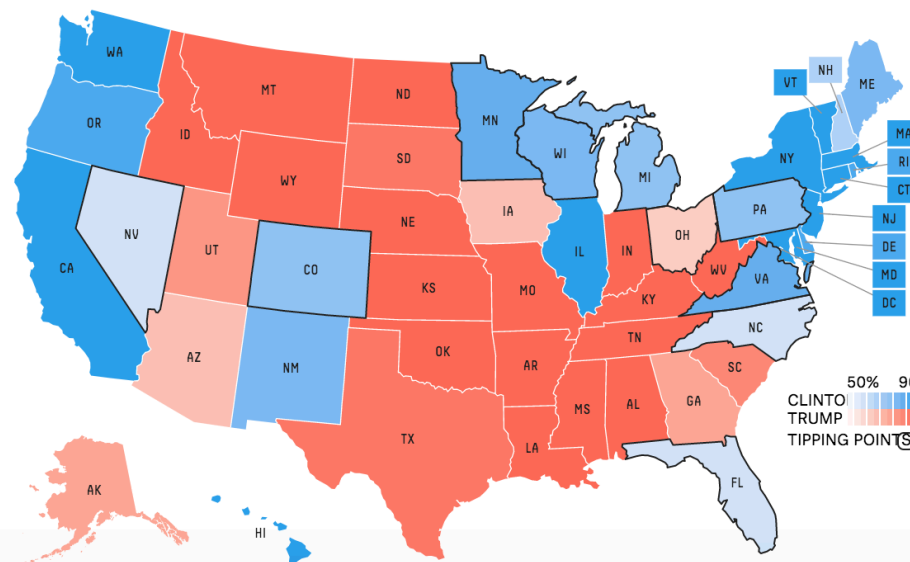 WA
MT
ND
MN
VT
NH
ME
OR
ID
SD
WI
MI
NY
MA
RI
CT
WY
IA
NV
UT
NE
OH
PA
NJ
DE
MD
DC
CA
CO
IL
IN
WV
VA
KS
MO
KY
NC
AZ
NM
OK
AR
TN
SC
TX
LA
MS
AL
GA
FL
AK
HI
50% 90
CLINTO
TRUMP
TIPPING POINT